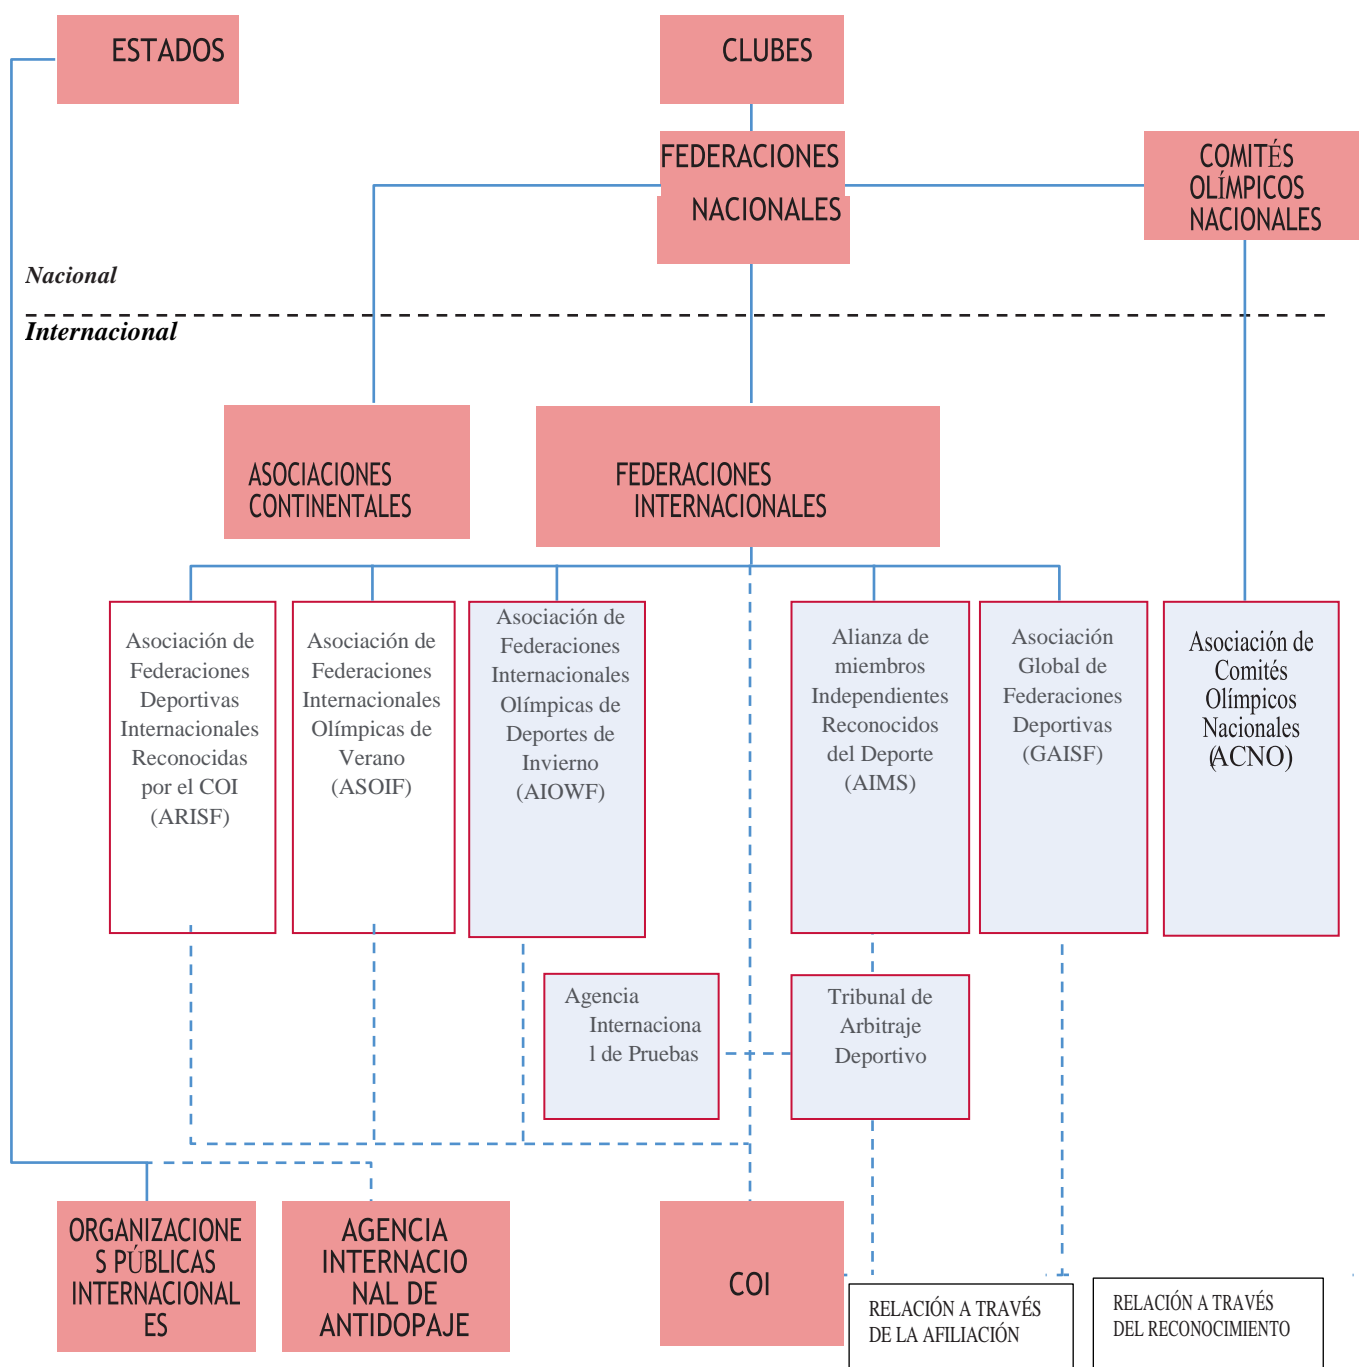 ESTADOS
CLUBES
FEDERACIONES
NACIONALES
COMITÉS
OLÍMPICOS
NACIONALES
Nacional
Internacional
ASOCIACIONES
CONTINENTALES
FEDERACIONES
INTERNACIONALES
Asociación de
Federaciones
Deportivas
Internacionales
Reconocidas
por el COI
(ARISF)
Asociación de
Federaciones
Internacionales
Olímpicas de
Verano
(ASOIF)
Asociación de
Federaciones
Internacionales
Olímpicas de
Deportes de
Invierno
(AIOWF)
Alianza de
miembros
Independientes
Reconocidos
del Deporte
(AIMS)
Asociación
Global de
Federaciones
Deportivas
(GAISF)
Asociación de
Comités
Olímpicos
Nacionales
(ACNO)
Agencia
Internaciona
l de Pruebas
Tribunal de
Arbitraje
Deportivo
ORGANIZACIONE
S PÚBLICAS
INTERNACIONAL
ES
AGENCIA
INTERNACIO
NAL DE
ANTIDOPAJE
COI
RELACIÓN A TRAVÉS
DE LA AFILIACIÓN
RELACIÓN A TRAVÉS
DEL RECONOCIMIENTO